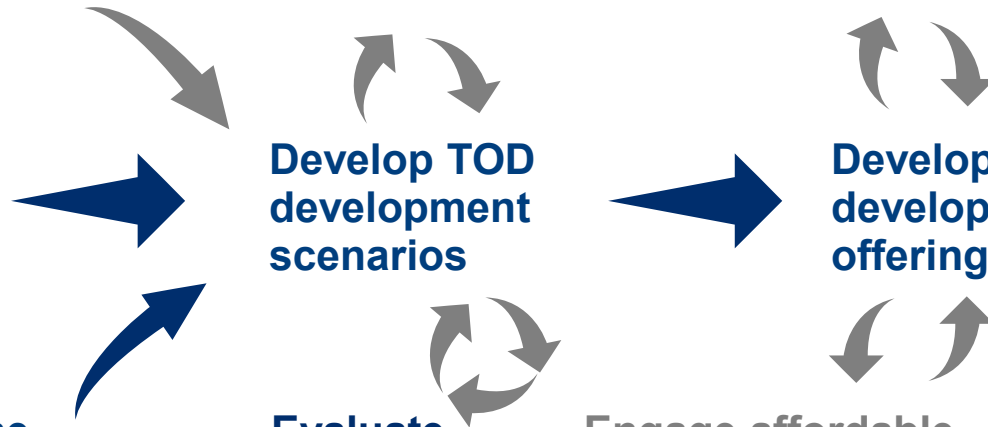 Develop TOD
development
scenarios
Develop
develop
offering
Evaluate
Engage affordable